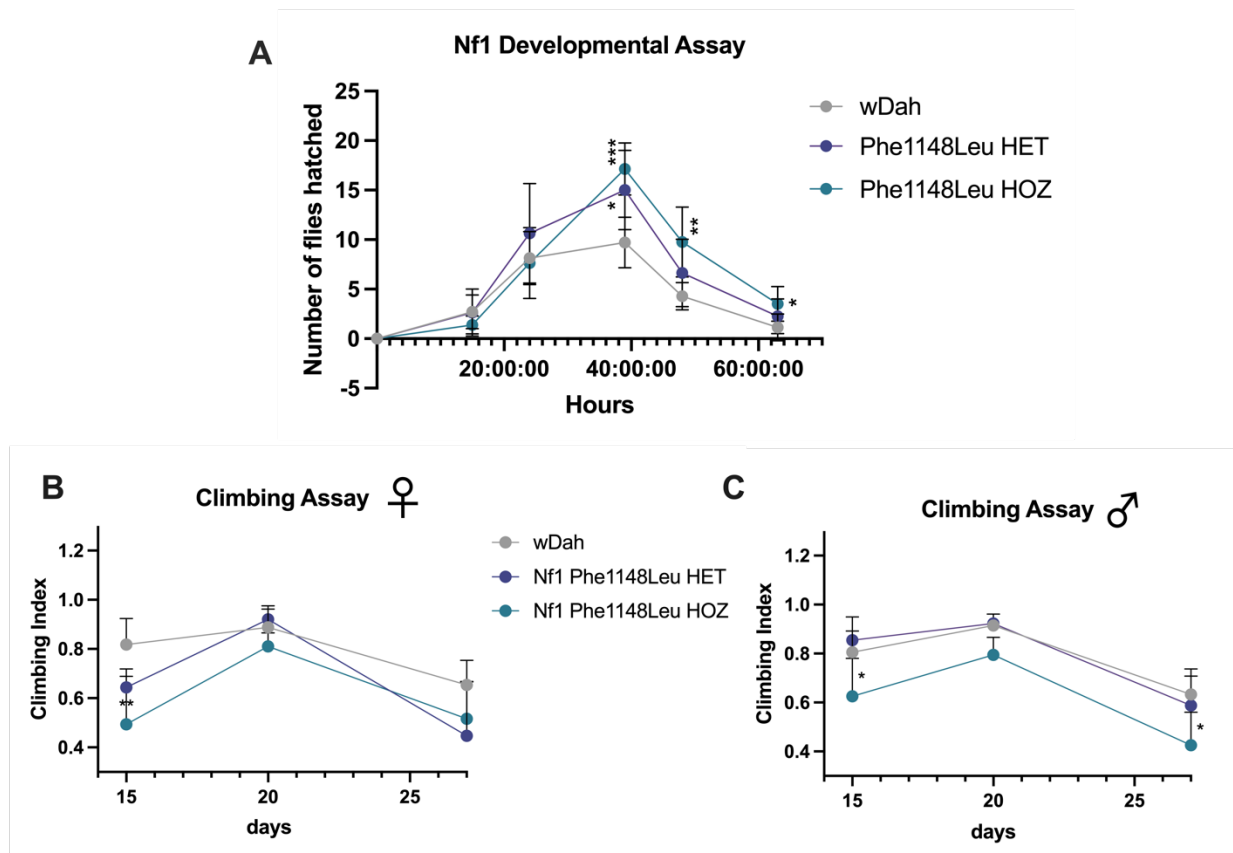 A
Nf1 Developmental Assay
25
20
15
10
5
0
-5
Number of flies hatched
***
*
**
*
20:00:00
40:00:00
60:00:00
Hours
wDah
Phe1148Leu HET
Phe1148Leu HOZ
B
Climbing Assay ♀
1.2
1.0
0.8
0.6
0.4
Climbing Index
**
15
20
25
days
wDah
Nf1 Phe1148Leu HET
Nf1 Phe1148Leu HOZ
C
Climbing Assay ♂
1.2
1.0
0.8
0.6
0.4
Climbing Index
*
*
15
20
25
days